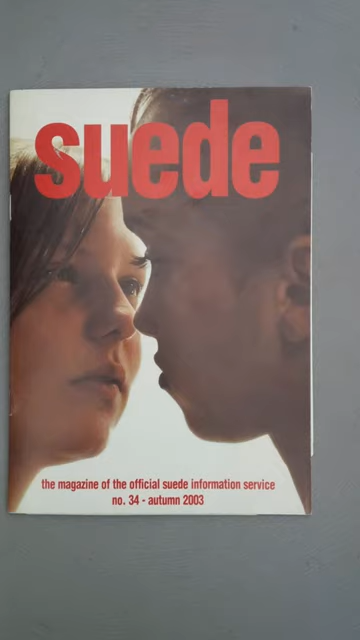 suede
the magazine of the official suede information service
no. 34 - autumn 2003